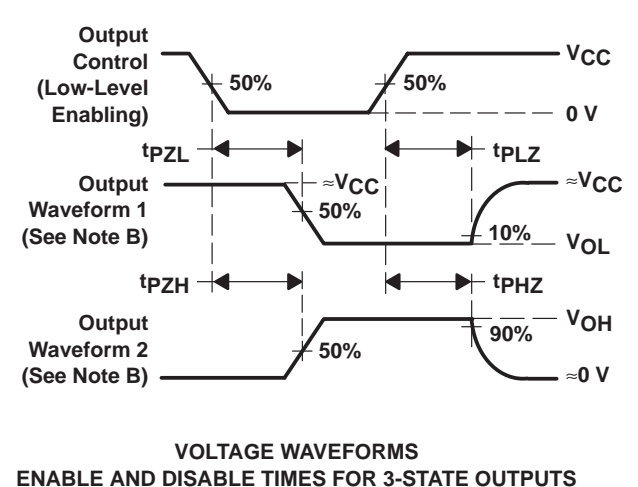 Output
Control
(Low-Level
Enabling)
50%
50%
VCC
0 V
tPZL
tPLZ
Output
Waveform 1
(See Note B)
≈VCC
50%
10%
≈VCC
VOL
tPZH
tPHZ
Output
Waveform 2
(See Note B)
50%
VOH
90%
≈0 V
VOLTAGE WAVEFORMS
ENABLE AND DISABLE TIMES FOR 3-STATE OUTPUTS